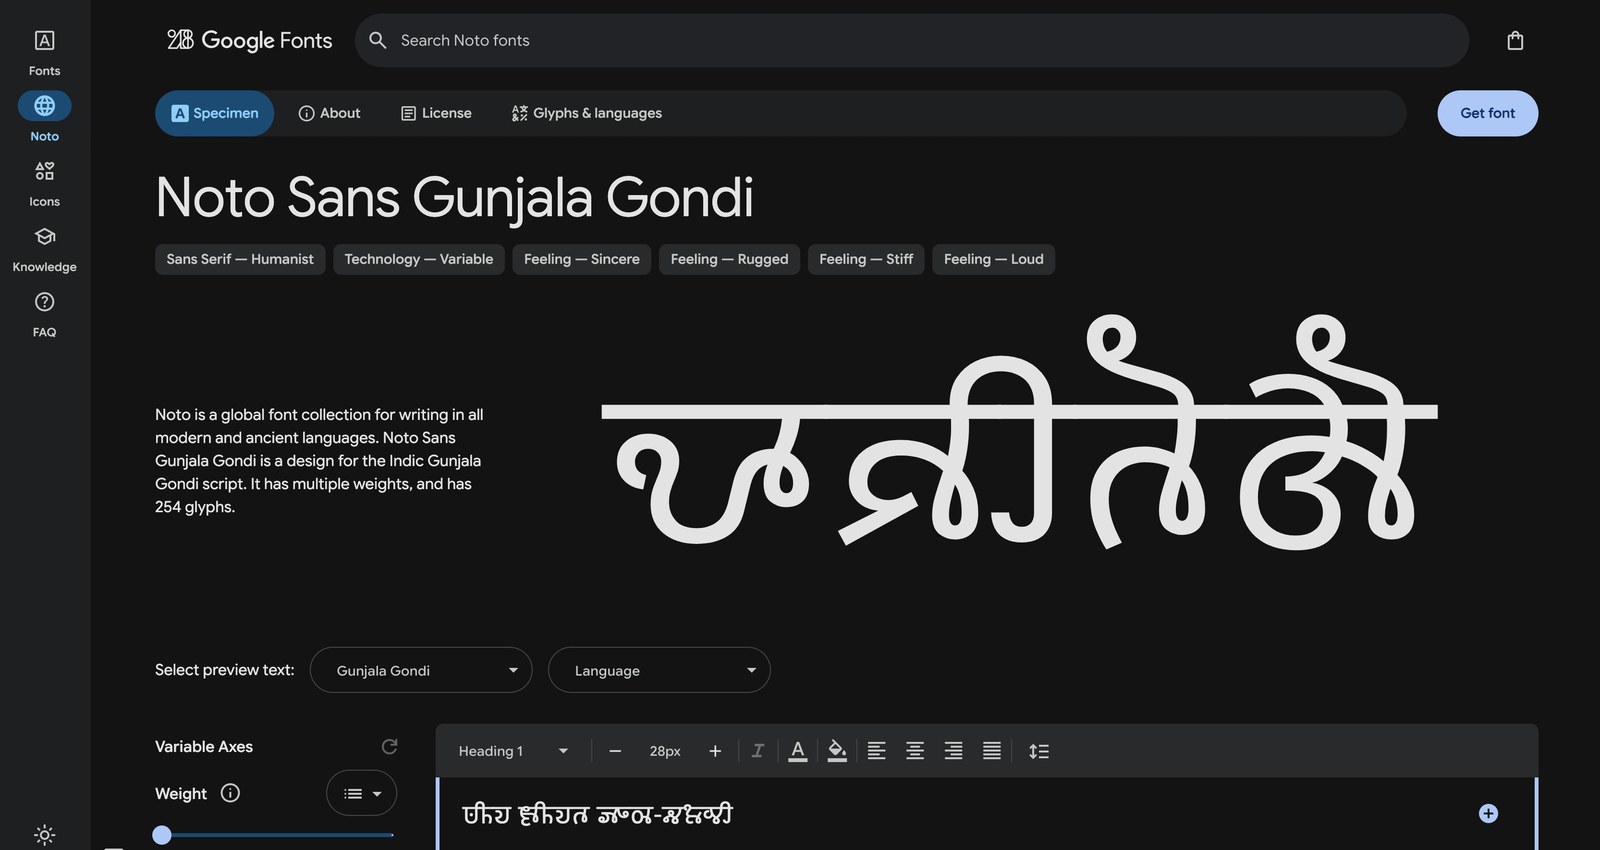 Fonts
Noto
Icons
Knowledge
FAQ
Google Fonts
Search Noto fonts
Specimen
About
License
Glyphs & languages
Get font
Noto Sans Gunjala Gondi
Sans Serif — Humanist
Technology — Variable
Feeling — Sincere
Feeling — Rugged
Feeling — Stiff
Feeling — Loud
Noto is a global font collection for writing in all
modern and ancient languages. Noto Sans
Gunjala Gondi is a design for the Indic Gunjala
Gondi script. It has multiple weights, and has
254 glyphs.
Select preview text:
Gunjala Gondi
Language
Variable Axes
Weight
Heading 1
28px